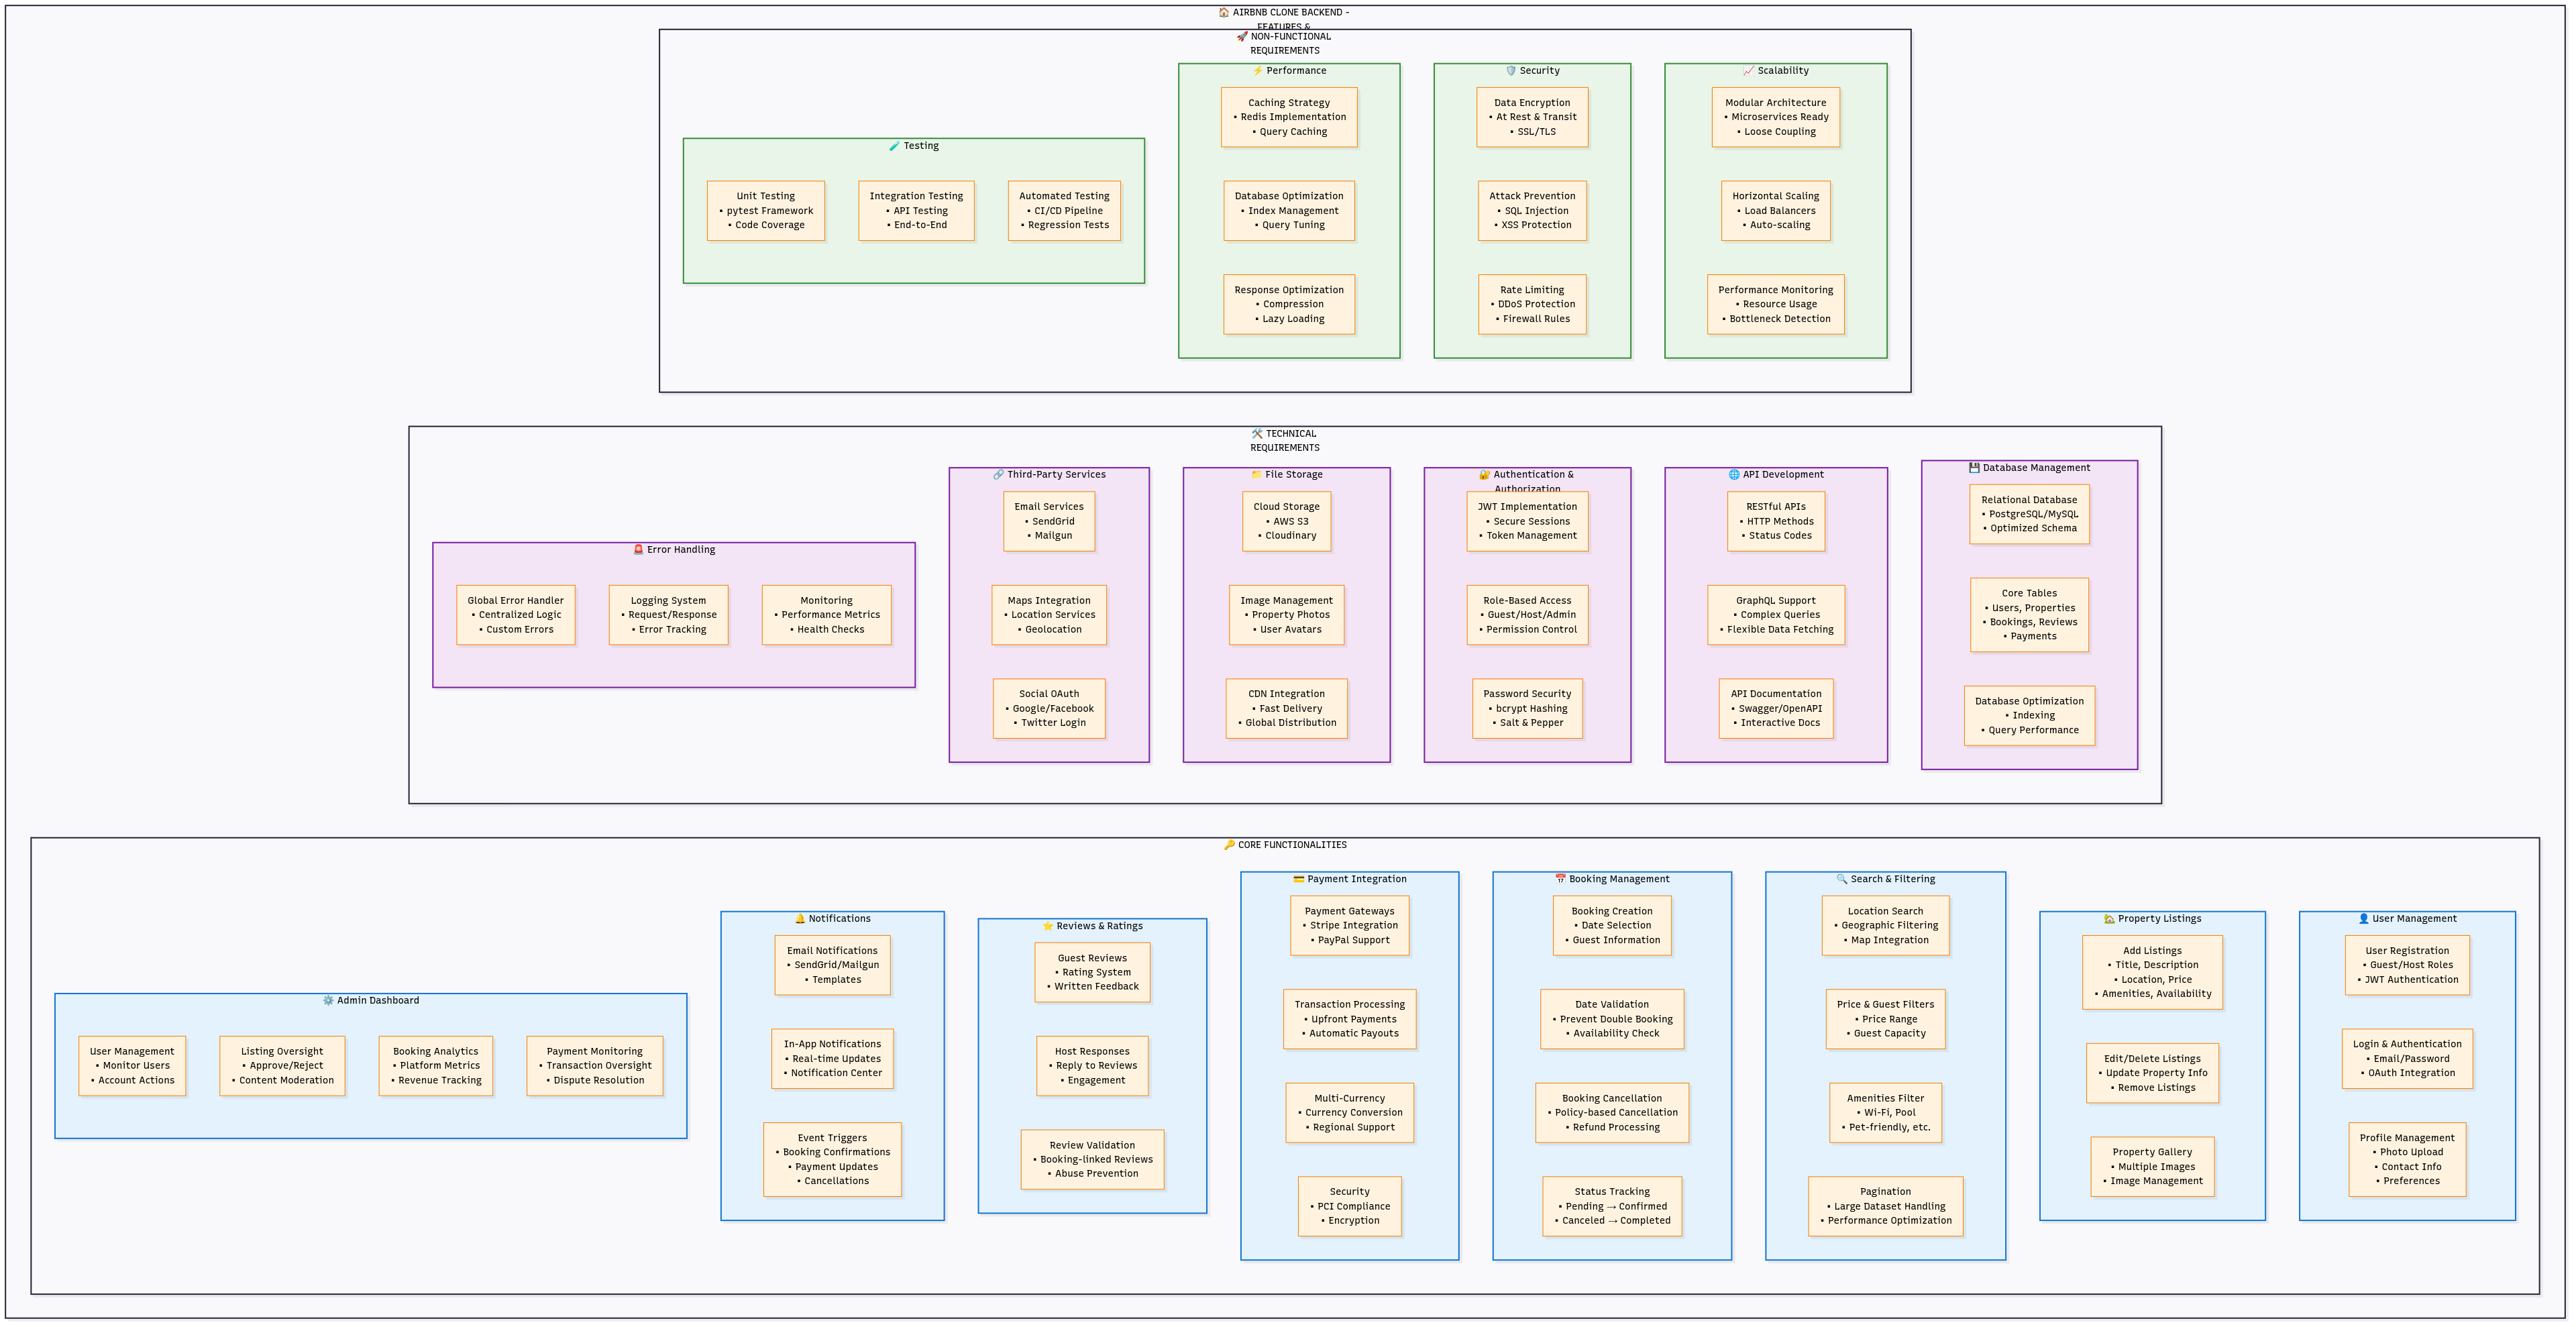 🏠 AIRBNB CLONE BACKEND -
FEATURES &
🚀 NON-FUNCTIONAL
REQUIREMENTS
🧪 Testing
Unit Testing
• pytest Framework
• Code Coverage
Integration Testing
• API Testing
• End-to-End
Automated Testing
• CI/CD Pipeline
• Regression Tests
⚡ Performance
Caching Strategy
• Redis Implementation
• Query Caching
Database Optimization
• Index Management
• Query Tuning
Response Optimization
• Compression
• Lazy Loading
🛡️ Security
Data Encryption
• At Rest & Transit
• SSL/TLS
Attack Prevention
• SQL Injection
• XSS Protection
Rate Limiting
• DDoS Protection
• Firewall Rules
📈 Scalability
Modular Architecture
• Microservices Ready
• Loose Coupling
Horizontal Scaling
• Load Balancers
• Auto-scaling
Performance Monitoring
• Resource Usage
• Bottleneck Detection
🛠️ TECHNICAL
REQUIREMENTS
🚨 Error Handling
Global Error Handler
• Centralized Logic
• Custom Errors
Logging System
• Request/Response
• Error Tracking
Monitoring
• Performance Metrics
• Health Checks
🔗 Third-Party Services
Email Services
• SendGrid
• Mailgun
Maps Integration
• Location Services
• Geolocation
Social OAuth
• Google/Facebook
• Twitter Login
📁 File Storage
Cloud Storage
• AWS S3
• Cloudinary
Image Management
• Property Photos
• User Avatars
CDN Integration
• Fast Delivery
• Global Distribution
🔐 Authentication &
Authorization
JWT Implementation
• Secure Sessions
• Token Management
Role-Based Access
• Guest/Host/Admin
• Permission Control
Password Security
• bcrypt Hashing
• Salt & Pepper
🌐 API Development
RESTful APIs
• HTTP Methods
• Status Codes
GraphQL Support
• Complex Queries
• Flexible Data Fetching
API Documentation
• Swagger/OpenAPI
• Interactive Docs
💾 Database Management
Relational Database
• PostgreSQL/MySQL
• Optimized Schema
Core Tables
• Users, Properties
• Bookings, Reviews
• Payments
Database Optimization
• Indexing
• Query Performance
🔑 CORE FUNCTIONALITIES
⚙️ Admin Dashboard
User Management
• Monitor Users
• Account Actions
Listing Oversight
• Approve/Reject
• Content Moderation
Booking Analytics
• Platform Metrics
• Revenue Tracking
Payment Monitoring
• Transaction Oversight
• Dispute Resolution
🔔 Notifications
Email Notifications
• SendGrid/Mailgun
• Templates
In-App Notifications
• Real-time Updates
• Notification Center
Event Triggers
• Booking Confirmations
• Payment Updates
• Cancellations
⭐ Reviews & Ratings
Guest Reviews
• Rating System
• Written Feedback
Host Responses
• Reply to Reviews
• Engagement
Review Validation
• Booking-linked Reviews
• Abuse Prevention
💳 Payment Integration
Payment Gateways
• Stripe Integration
• PayPal Support
Transaction Processing
• Upfront Payments
• Automatic Payouts
Multi-Currency
• Currency Conversion
• Regional Support
Security
• PCI Compliance
• Encryption
📅 Booking Management
Booking Creation
• Date Selection
• Guest Information
Date Validation
• Prevent Double Booking
• Availability Check
Booking Cancellation
• Policy-based Cancellation
• Refund Processing
Status Tracking
• Pending → Confirmed
• Canceled → Completed
🔍 Search & Filtering
Location Search
• Geographic Filtering
• Map Integration
Price & Guest Filters
• Price Range
• Guest Capacity
Amenities Filter
• Wi-Fi, Pool
• Pet-friendly, etc.
Pagination
• Large Dataset Handling
• Performance Optimization
🏡 Property Listings
Add Listings
• Title, Description
• Location, Price
• Amenities, Availability
Edit/Delete Listings
• Update Property Info
• Remove Listings
Property Gallery
• Multiple Images
• Image Management
👤 User Management
User Registration
• Guest/Host Roles
• JWT Authentication
Login & Authentication
• Email/Password
• OAuth Integration
Profile Management
• Photo Upload
• Contact Info
• Preferences